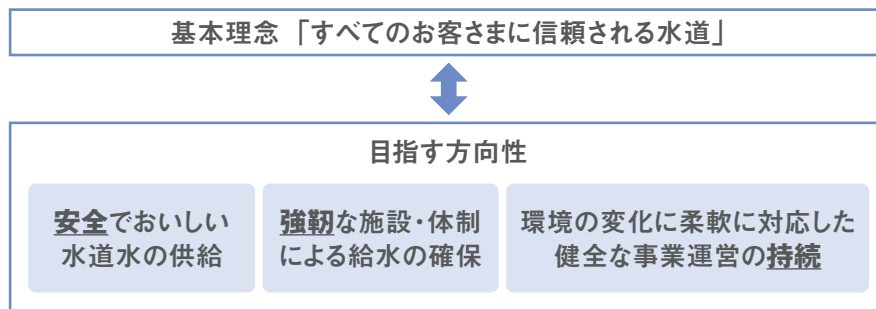 基本理念「すべてのお客さまに信頼される水道」
目指す方向性
安全でおいしい
水道水の供給
強靭な施設・体制
による給水の確保
環境の変化に柔軟に対応した
健全な事業運営の持続